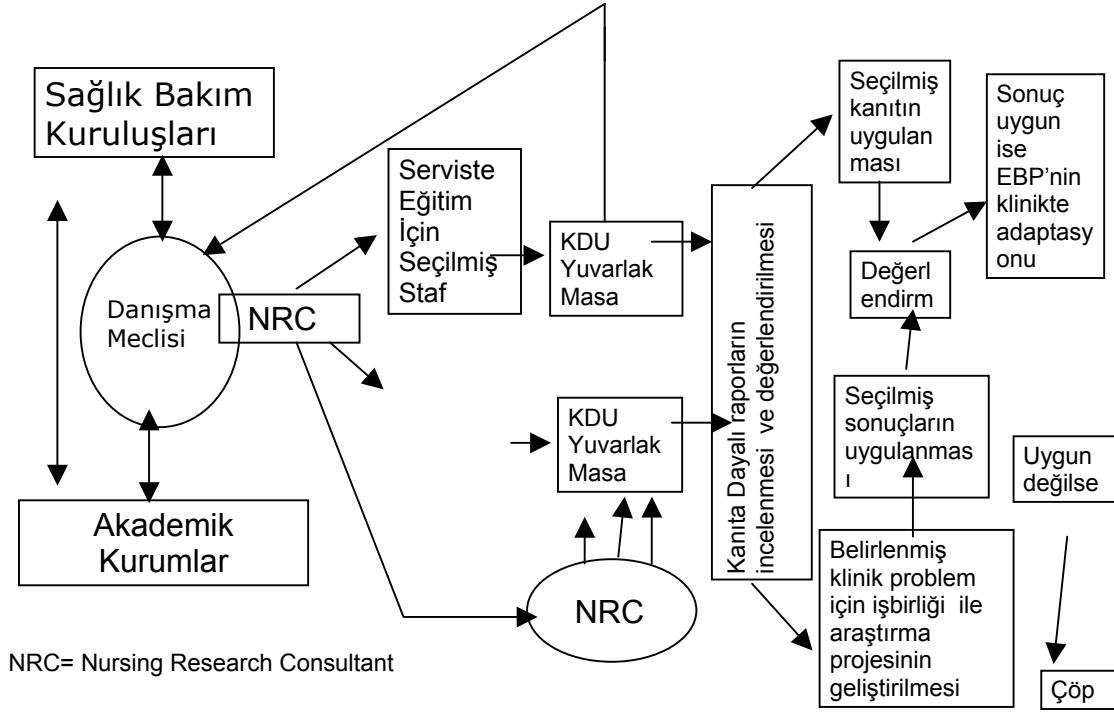 Sağlık Bakım
Kuruluşları
Danışma
Meclisi
NRC
Akademik
Kurumlar
NRC= Nursing Research Consultant
Serviste
Eğitim
İçin
Seçilmiş
Staf
KDU
Yuvarlak
Masa
KDU
Yuvarlak
Masa
NRC
Kanıta Dayalı raporların
incelenmesi ve değerlendirilmesi
Seçilmiş
kanıtın
uygulan
ması
Değerl
endirm
Seçilmiş
sonuçların
uygulanmas
ı
Belirlenmiş
klinik problem
için işbirliği ile
araştırma
projesinin
geliştirilmesi
Sonuç
uygun
ise
EBP'nin
klinikte
adaptasy
onu
Uygun
değilse
Çöp